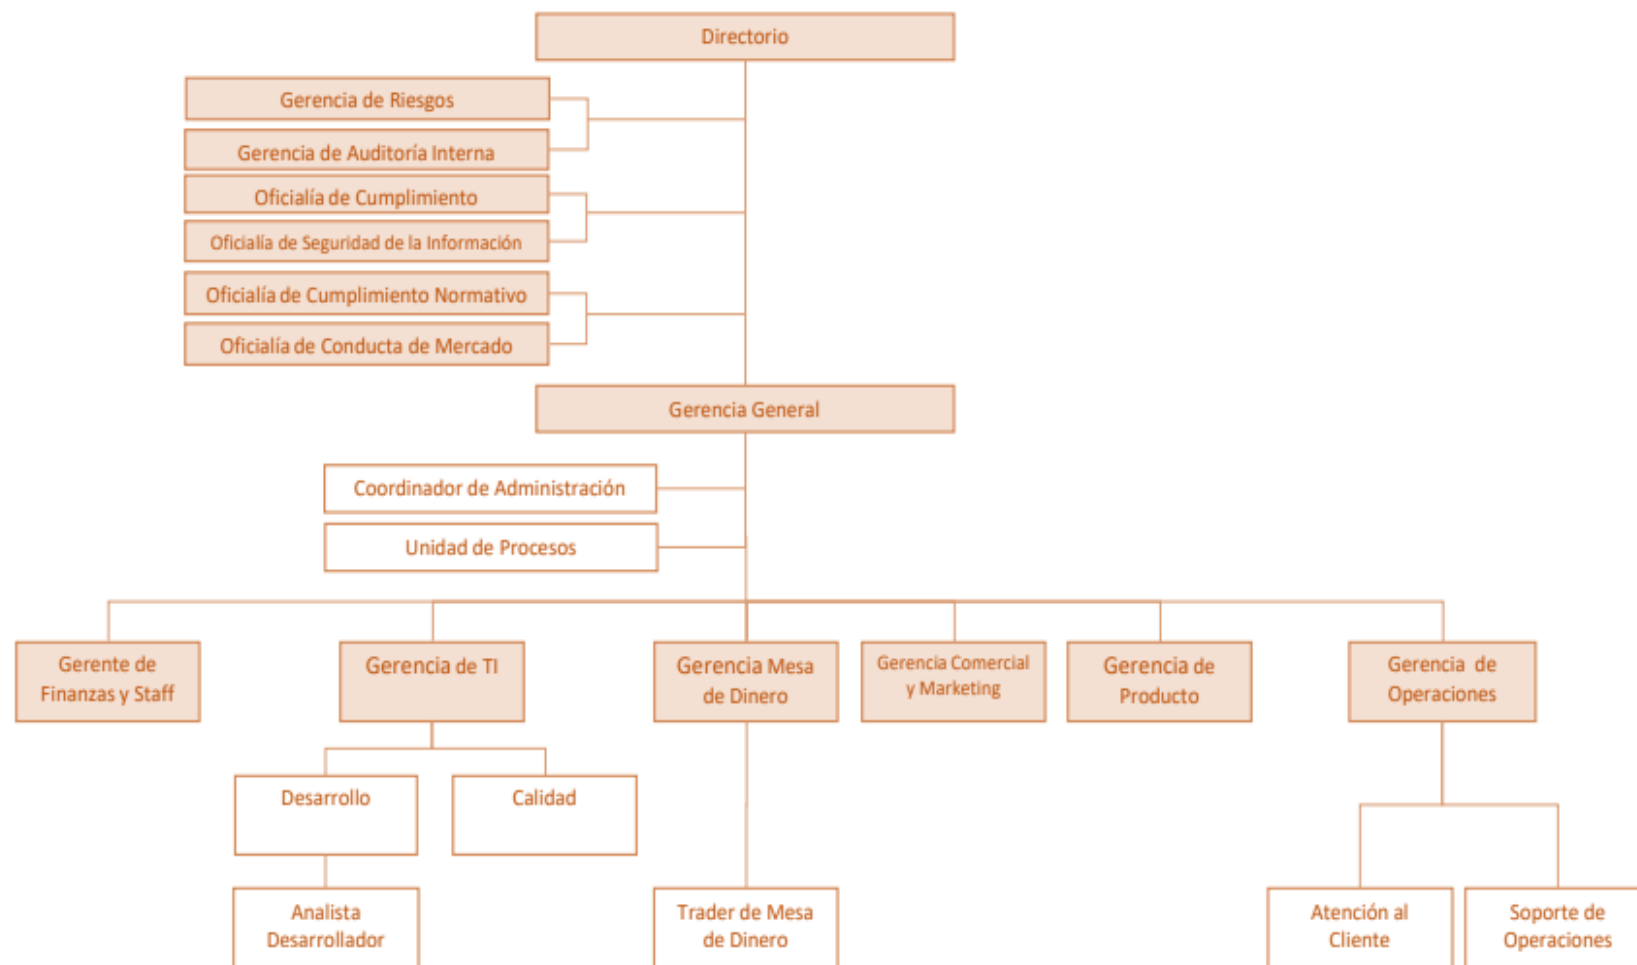 Directorio
Gerencia de Riesgos
Gerencia de Auditoría Interna
Oficialía de Cumplimiento
Oficialía de Seguridad de la Información
Oficialía de Cumplimiento Normativo
Oficialía de Conducta de Mercado
Gerencia General
Coordinador de Administración
Unidad de Procesos
Gerente de
Finanzas y Staff
Gerencia de TI
Gerencia Mesa
de Dinero
Gerencia Comercial
y Marketing
Gerencia de
Producto
Gerencia de
Operaciones
Desarrollo
Calidad
Analista
Desarrollador
Trader de Mesa
de Dinero
Atención al
Cliente
Soporte de
Operaciones